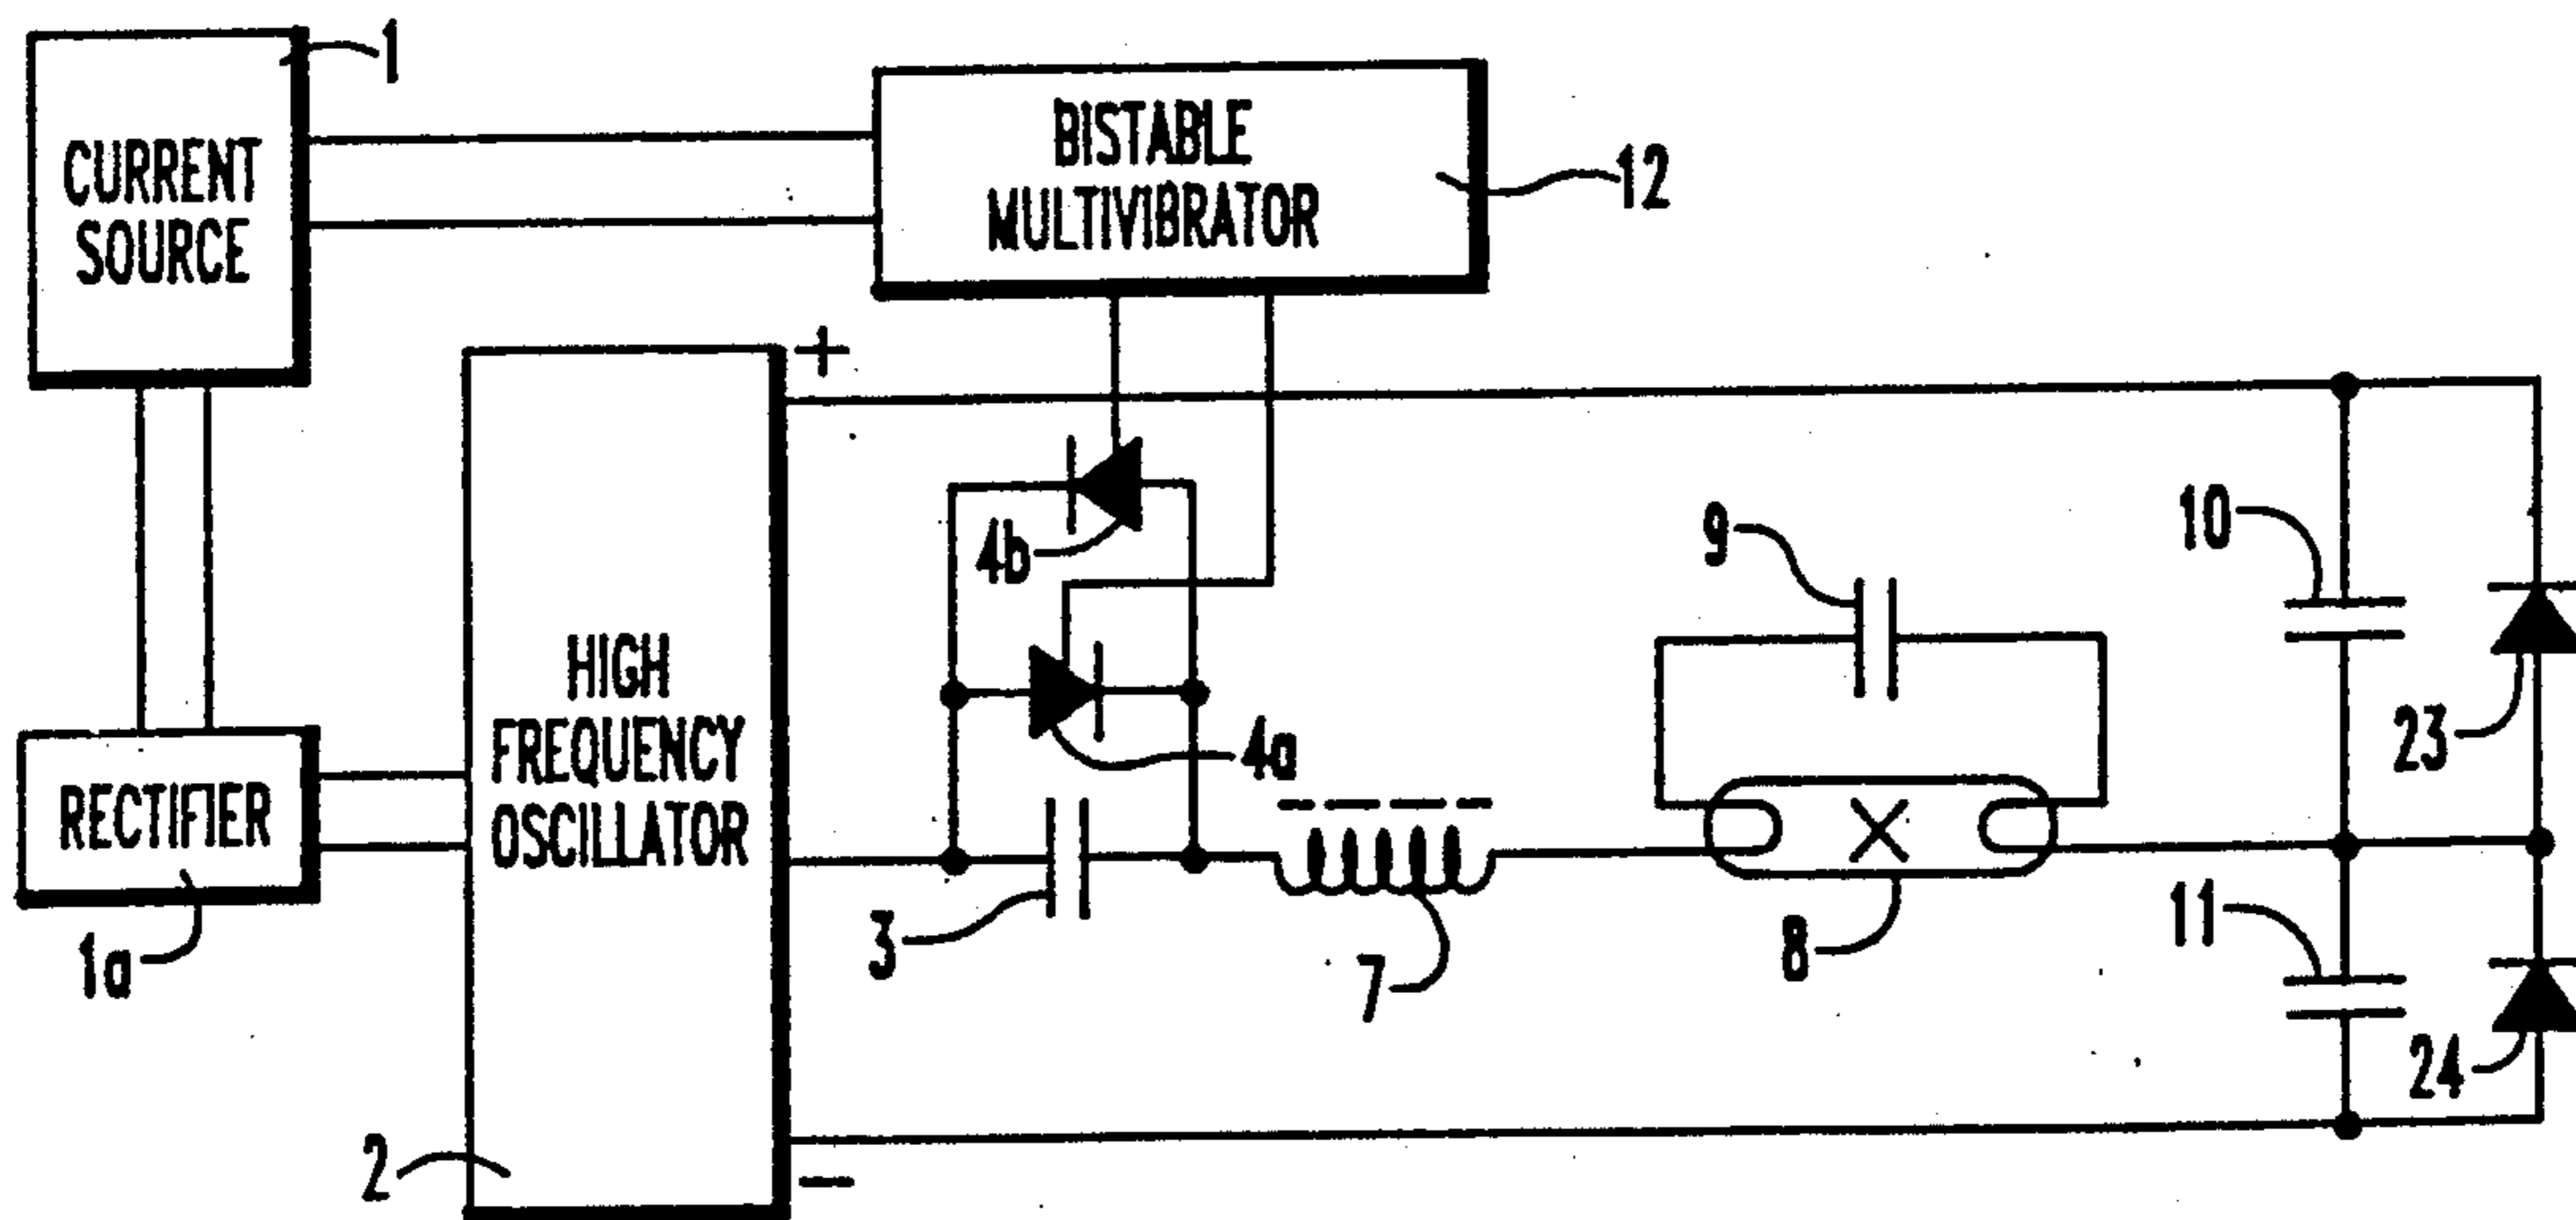 1
CURRENT
SOURCE
BISTABLE
MULTIVIBRATOR
12
+
HIGH
FREQUENCY
OSCILLATOR
4b
9
10
4a
23
RECTIFIER
1a
3
7
8
11
24
2
−